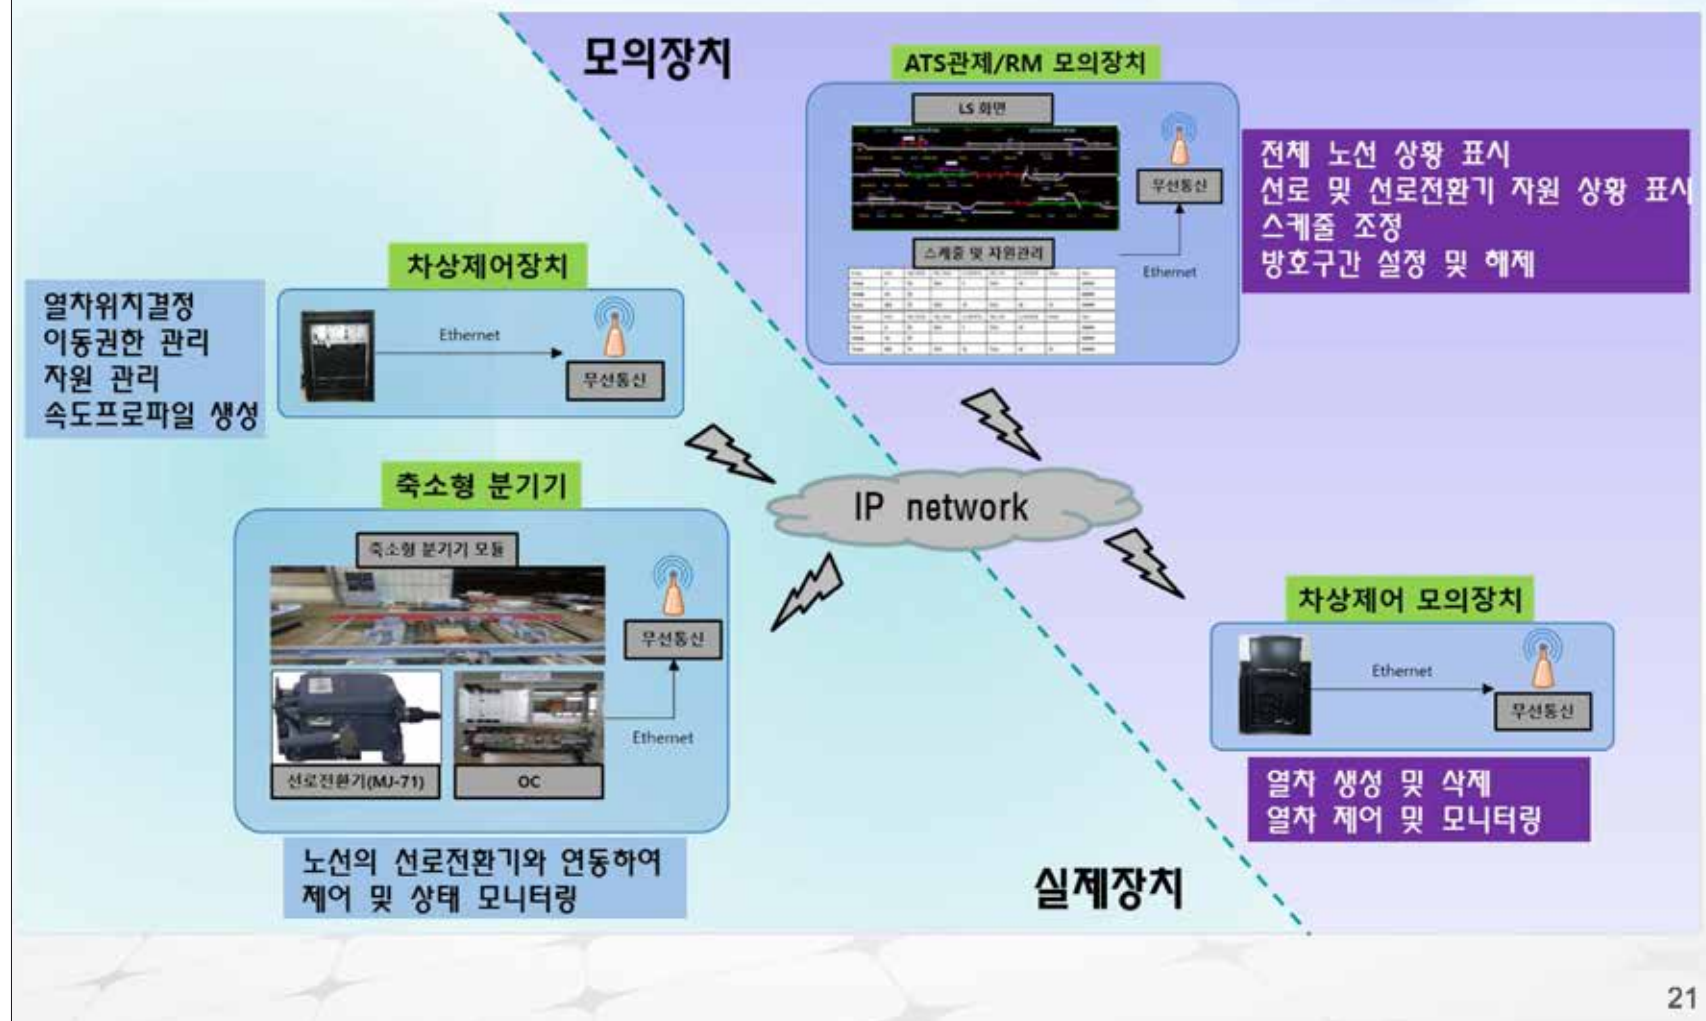 모의장치
ATS관제/RM 모의장치
LS 화면
무선통신
스케줄 및 자원관리
Ethernet
전체 노선 상황 표시
선로 및 선로전환기 자원 상황 표시
스케줄 조정
방호구간 설정 및 해제
차상제어장치
열차위치결정
이동권한 관리
자원 관리
속도프로파일 생성
Ethernet
무선통신
축소형 분기기
축소형 분기기 모듈
무선통신
Ethernet
선로전환기(MJ-71)
OC
노선의 선로전환기와 연동하여
제어 및 상태 모니터링
IP network
차상제어 모의장치
Ethernet
무선통신
열차 생성 및 삭제
열차 제어 및 모니터링
실제장치
21